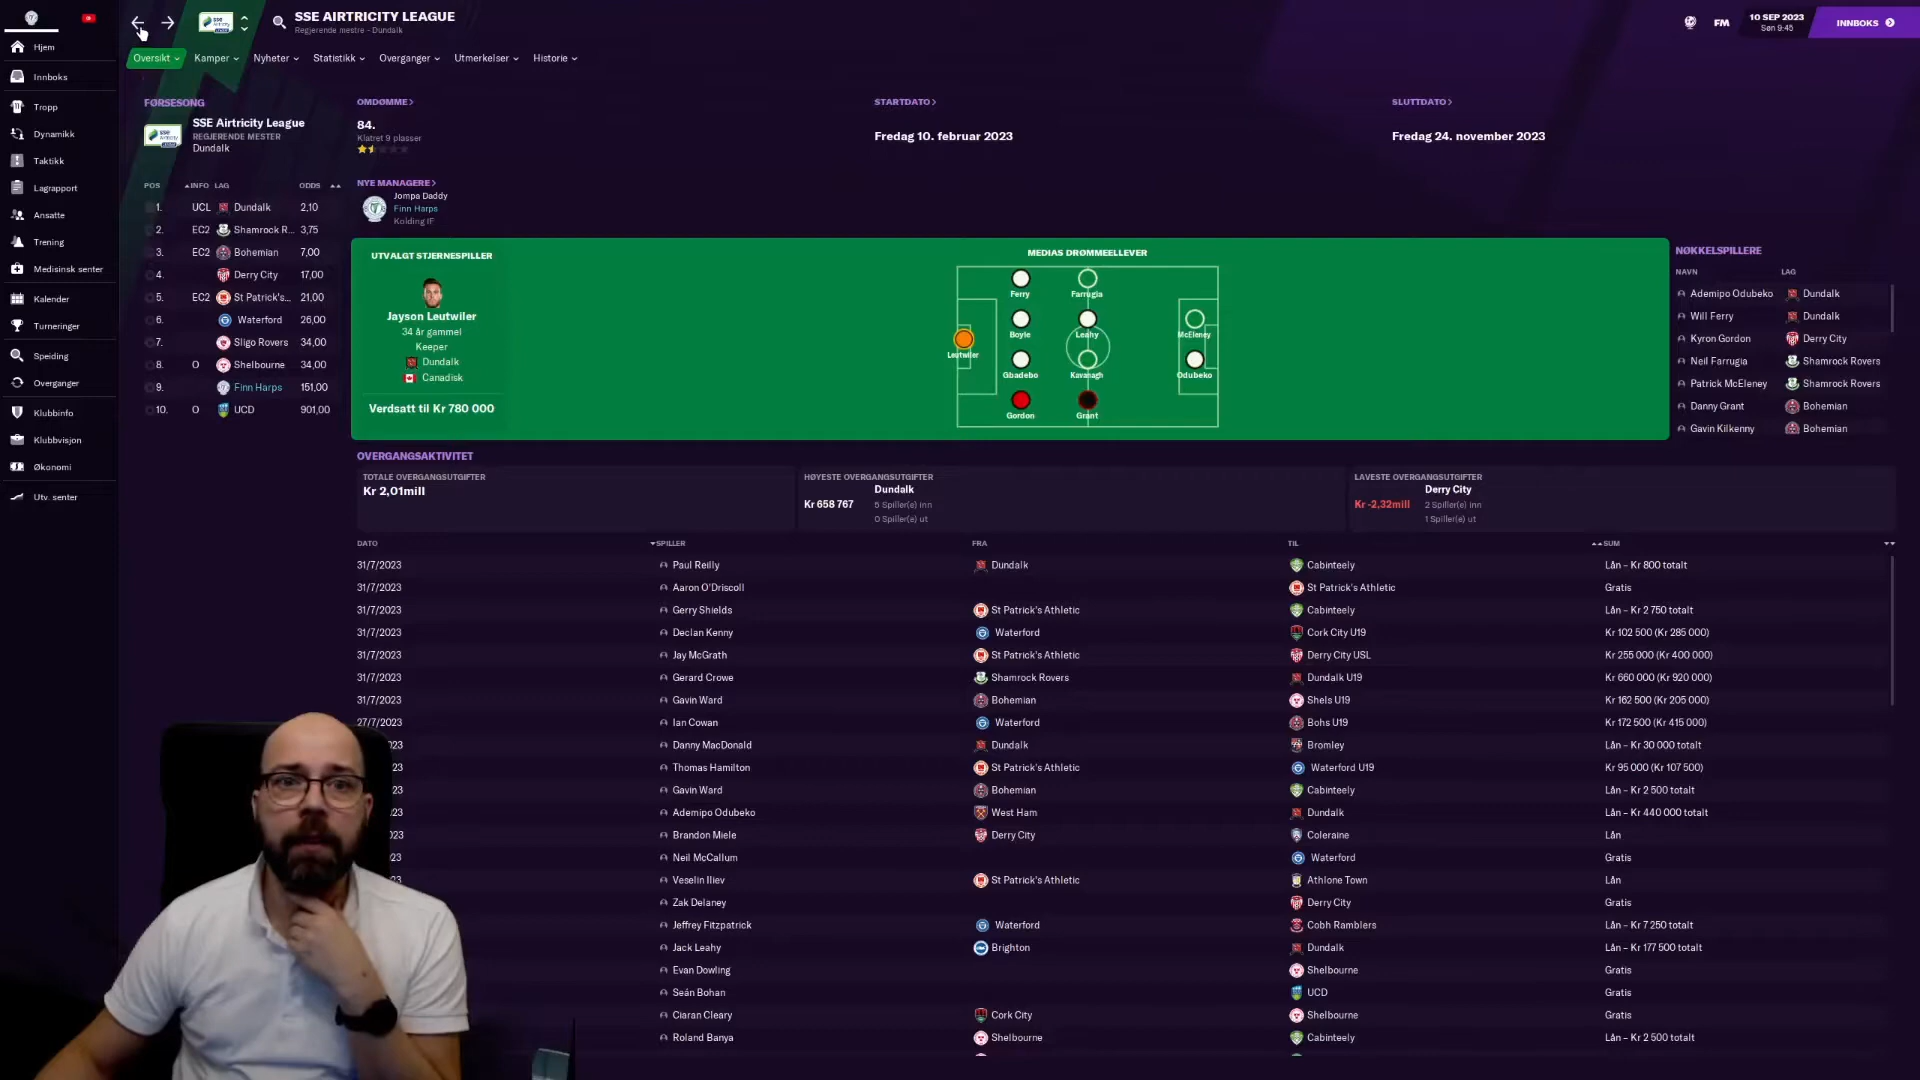 SSE AIRTRICITY LEAGUE
Regjerende mestre - Dundalk
FM
10 SEP 2023
Søn 9:45
INNBOKS
Oversikt
Kamper
Nyheter
Statistikk
Overganger
Utmerkelser
Historie
Hjem
Innboks
Tropp
Dynamikk
Taktikk
Lagrapport
Ansatte
Trening
Medisinsk senter
Kalender
Turneringer
Speiding
Overganger
Klubbinfo
Klubbvisjon
Økonomi
Utv. senter
FØRSESONG
SSE Airtricity League
REGJERENDE MESTER
Dundalk
POS INFO LAG ODDS
1. UCL Dundalk 2,10
2. EC2 Shamrock R... 3,75
3. EC2 Bohemian 7,00
4. Derry City 17,00
5. EC2 St Patrick's... 21,00
6. Waterford 26,00
7. Sligo Rovers 34,00
8. O Shelbourne 34,00
9. Finn Harps 151,00
10. O UCD 901,00
OMDØMME>
84.
Klatret 9 plasser
STARTDATO>
Fredag 10. februar 2023
SLUTTDATO>
Fredag 24. november 2023
NYE MANAGERE>
Jompa Daddy
Finn Harps
Kolding IF
UTVALGT STJERNESPILLER
Jayson Leutwiler
34 år gammel
Keeper
Dundalk
Canadisk
Verdsatt til Kr 780 000
MEDIAS DRØMMEELLEVER
Ferry
Farrugia
Boyle
Leahy
McEleney
Leutwiler
Gbadebo
Kavanagh
Odubeko
Gordon
Grant
NØKKELSPILLERE
NAVN LAG
Ademipo Odubeko Dundalk
Will Ferry Dundalk
Kyron Gordon Derry City
Neil Farrugia Shamrock Rovers
Patrick McEleney Shamrock Rovers
Danny Grant Bohemian
Gavin Kilkenny Bohemian
OVERGANGSAKTIVITET
TOTALE OVERGANGSUTGIFTER
Kr 2,01mill
HØYESTE OVERGANGSUTGIFTER
Kr 658 767
Dundalk
5 Spiller(e) inn
0 Spiller(e) ut
LAVESTE OVERGANGSUTGIFTER
Kr -2,32mill
Derry City
2 Spiller(e) inn
1 Spiller(e) ut
DATO SPILLER FRA TIL SUM
31/7/2023 Paul Reilly Dundalk Cabinteely Lån – Kr 800 totalt
31/7/2023 Aaron O'Driscoll St Patrick's Athletic Gratis
31/7/2023 Gerry Shields St Patrick's Athletic Cabinteely Lån – Kr 2 750 totalt
31/7/2023 Declan Kenny Waterford Cork City U19 Kr 102 500 (Kr 285 000)
31/7/2023 Jay McGrath St Patrick's Athletic Derry City USL Kr 255 000 (Kr 400 000)
31/7/2023 Gerard Crowe Shamrock Rovers Dundalk U19 Kr 660 000 (Kr 920 000)
31/7/2023 Gavin Ward Bohemian Shels U19 Kr 162 500 (Kr 205 000)
27/7/2023 Ian Cowan Waterford Bohs U19 Kr 172 500 (Kr 415 000)
023 Danny MacDonald Dundalk Bromley Lån – Kr 30 000 totalt
23 Thomas Hamilton St Patrick's Athletic Waterford U19 Kr 95 000 (Kr 107 500)
23 Gavin Ward Bohemian Cabinteely Lån – Kr 2 500 totalt
23 Ademipo Odubeko West Ham Dundalk Lån – Kr 440 000 totalt
023 Brandon Miele Derry City Coleraine Lån
23 Neil McCallum Waterford Gratis
23 Veselin Iliev St Patrick's Athletic Athlone Town Lån
Zak Delaney Derry City Gratis
Jeffrey Fitzpatrick Waterford Cobh Ramblers Lån – Kr 7 250 totalt
Jack Leahy Brighton Dundalk Lån – Kr 177 500 totalt
Evan Dowling Shelbourne Gratis
Seán Bohan UCD Gratis
Ciaran Cleary Cork City Shelbourne Gratis
Roland Banya Shelbourne Cabinteely Lån – Kr 2 500 totalt